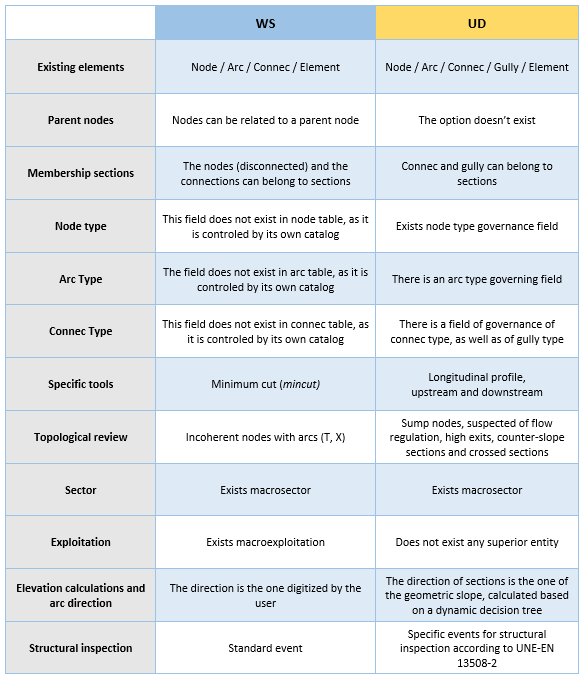 WS UD
Existing elements Node / Arc / Connec / Element Node / Arc / Connec / Gully / Element
Parent nodes Nodes can be related to a parent node The option doesn't exist
Membership sections The nodes (disconnected) and the
connections can belong to sections
Connec and gully can belong to
sections
Node type This field does not exist in node table, as it
is controled by its own catalog
Exists node type governance field
Arc Type The field does not exist in arc table, as it is
controled by its own catalog
There is an arc type governing field
Connec Type This field does not exist in connec table, as
it is controled by its own catalog
There is a field of governance of
connec type, as well as of gully type
Specific tools Minimum cut (mincut)
Longitudinal profile,
upstream and downstream
Topological review Incoherent nodes with arcs (T, X)
Sump nodes, suspected of flow
regulation, high exits, counter-slope
sections and crossed sections
Sector Exists macrosector Exists macrosector
Exploitation Exists macroexploitation Does not exist any superior entity
Elevation calculations and
arc direction
The direction is the one digitized by the
user
The direction of sections is the one of
the geometric slope, calculated based
on a dynamic decision tree
Structural inspection Standard event
Specific events for structural
inspection according to UNE-EN
13508-2